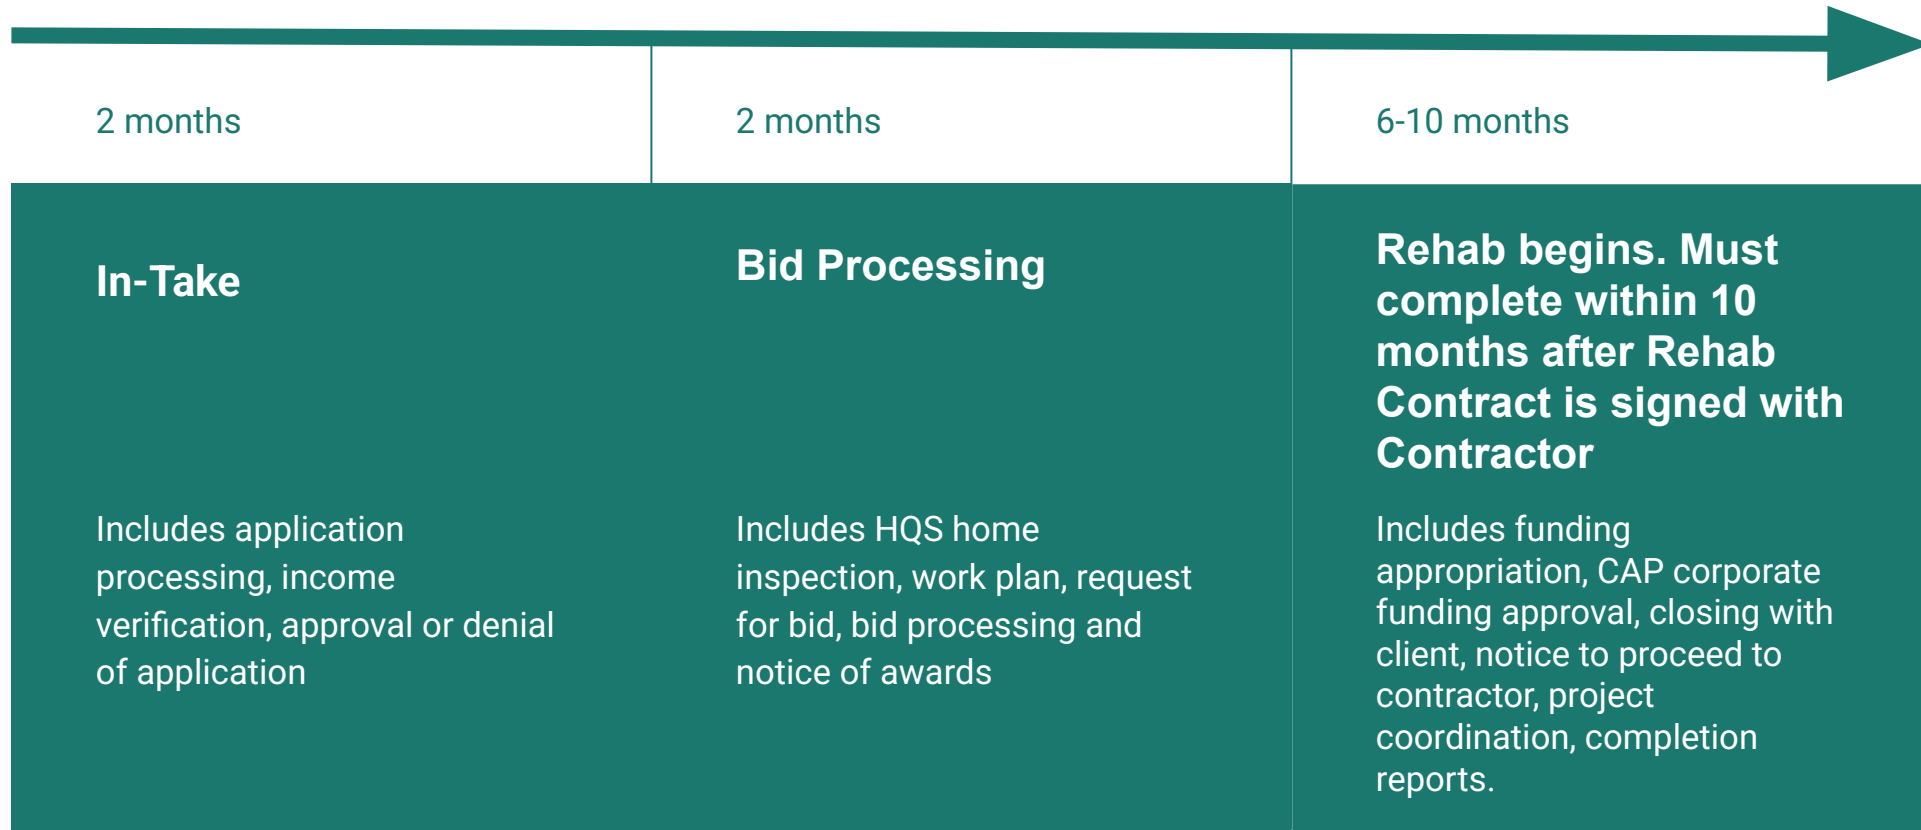 2 months
2 months
6-10 months
In-Take
Bid Processing
Rehab begins. Must
complete within 10
months after Rehab
Contract is signed with
Contractor
Includes application
processing, income
verification, approval or denial
of application
Includes HQS home
inspection, work plan, request
for bid, bid processing and
notice of awards
Includes funding
appropriation, CAP corporate
funding approval, closing with
client, notice to proceed to
contractor, project
coordination, completion
reports.